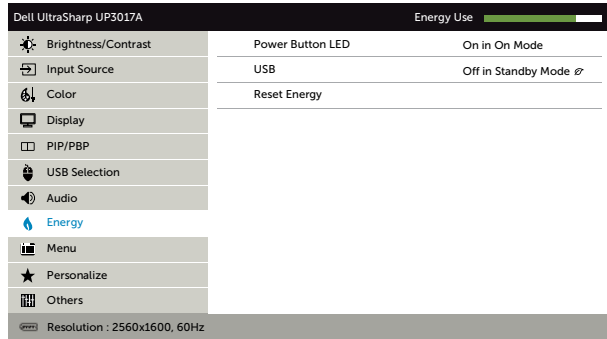 Dell UltraSharp UP3017A Energy Use
Brightness/Contrast Power Button LED On in On Mode
Input Source USB Off in Standby Mode
Color Reset Energy
Display
PIP/PBP
USB Selection
Audio
Energy
Menu
Personalize
Others
Resolution : 2560x1600, 60Hz